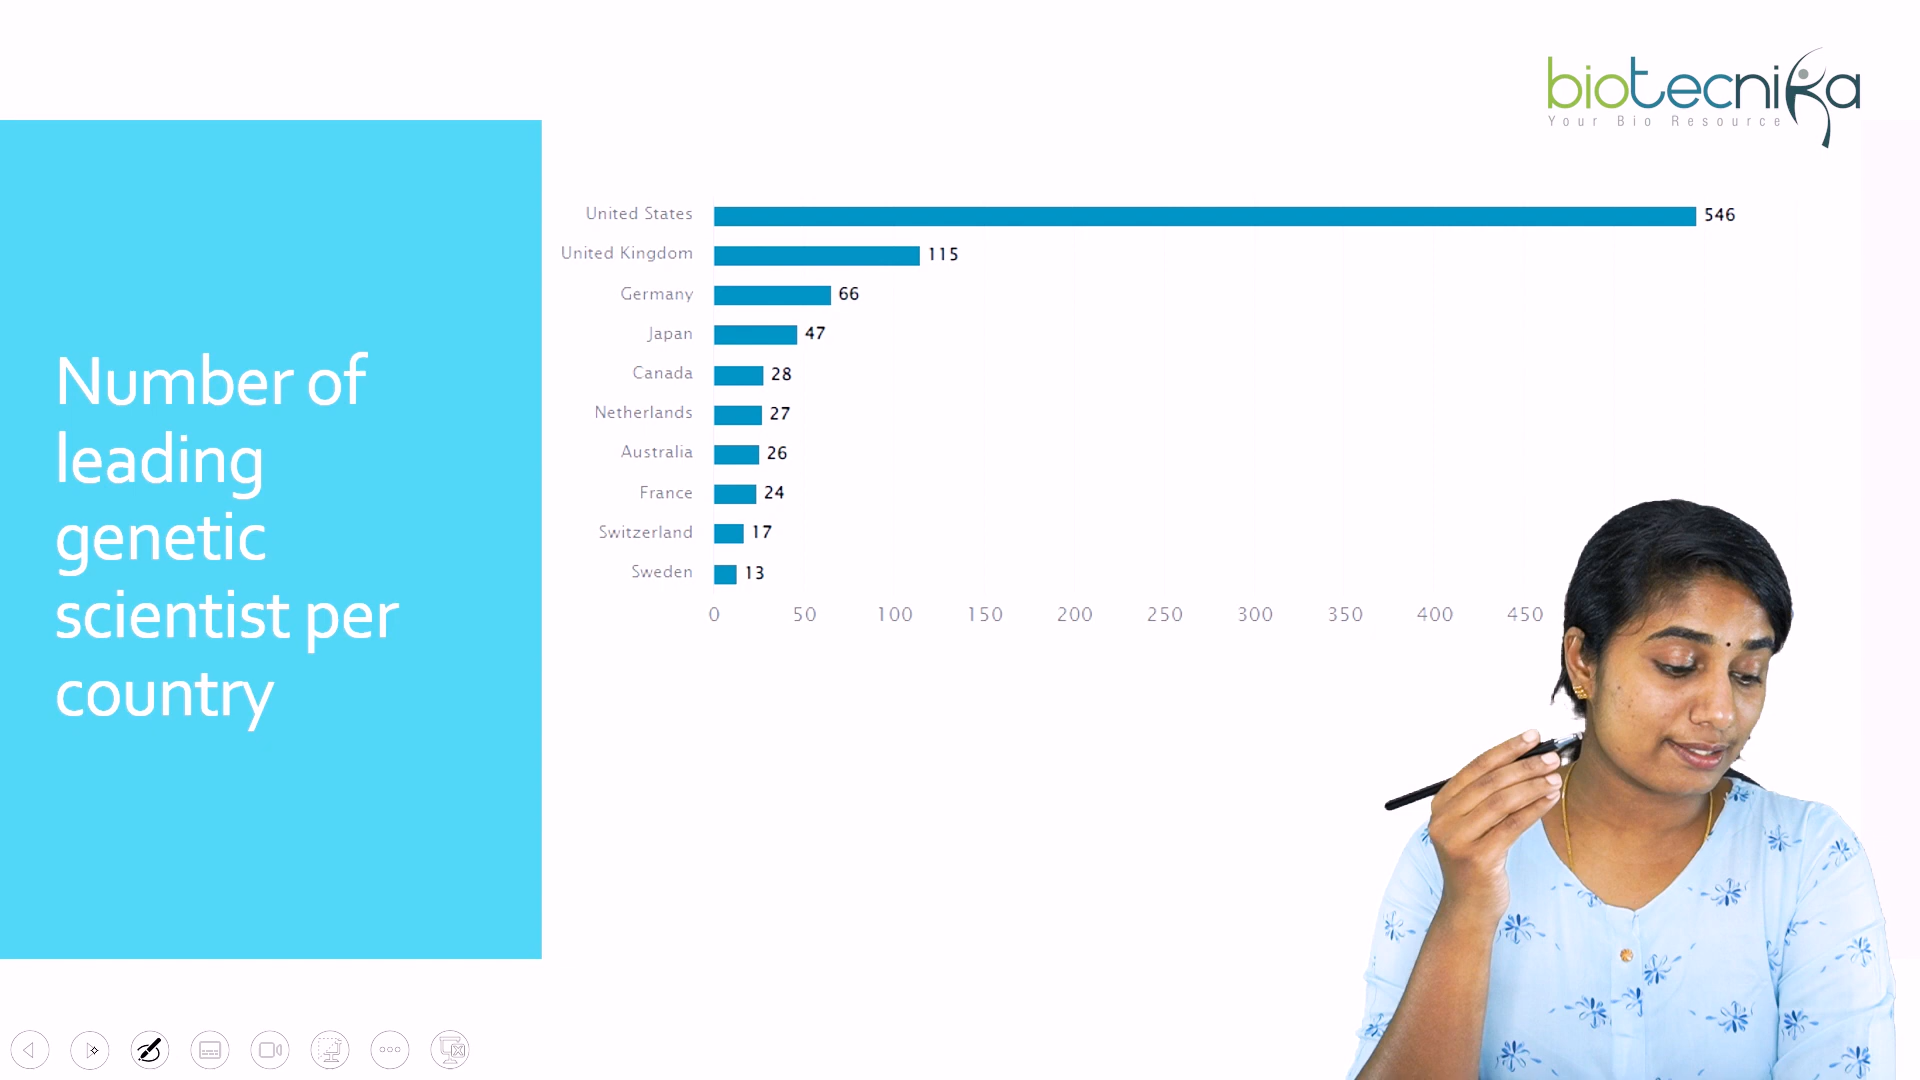 biotecnika
Your Bio Resource
Number of
leading
genetic
scientist per
country
United States 546
United Kingdom 115
Germany 66
Japan 47
Canada 28
Netherlands 27
Australia 26
France 24
Switzerland 17
Sweden 13
0 50 100 150 200 250 300 350 400 450